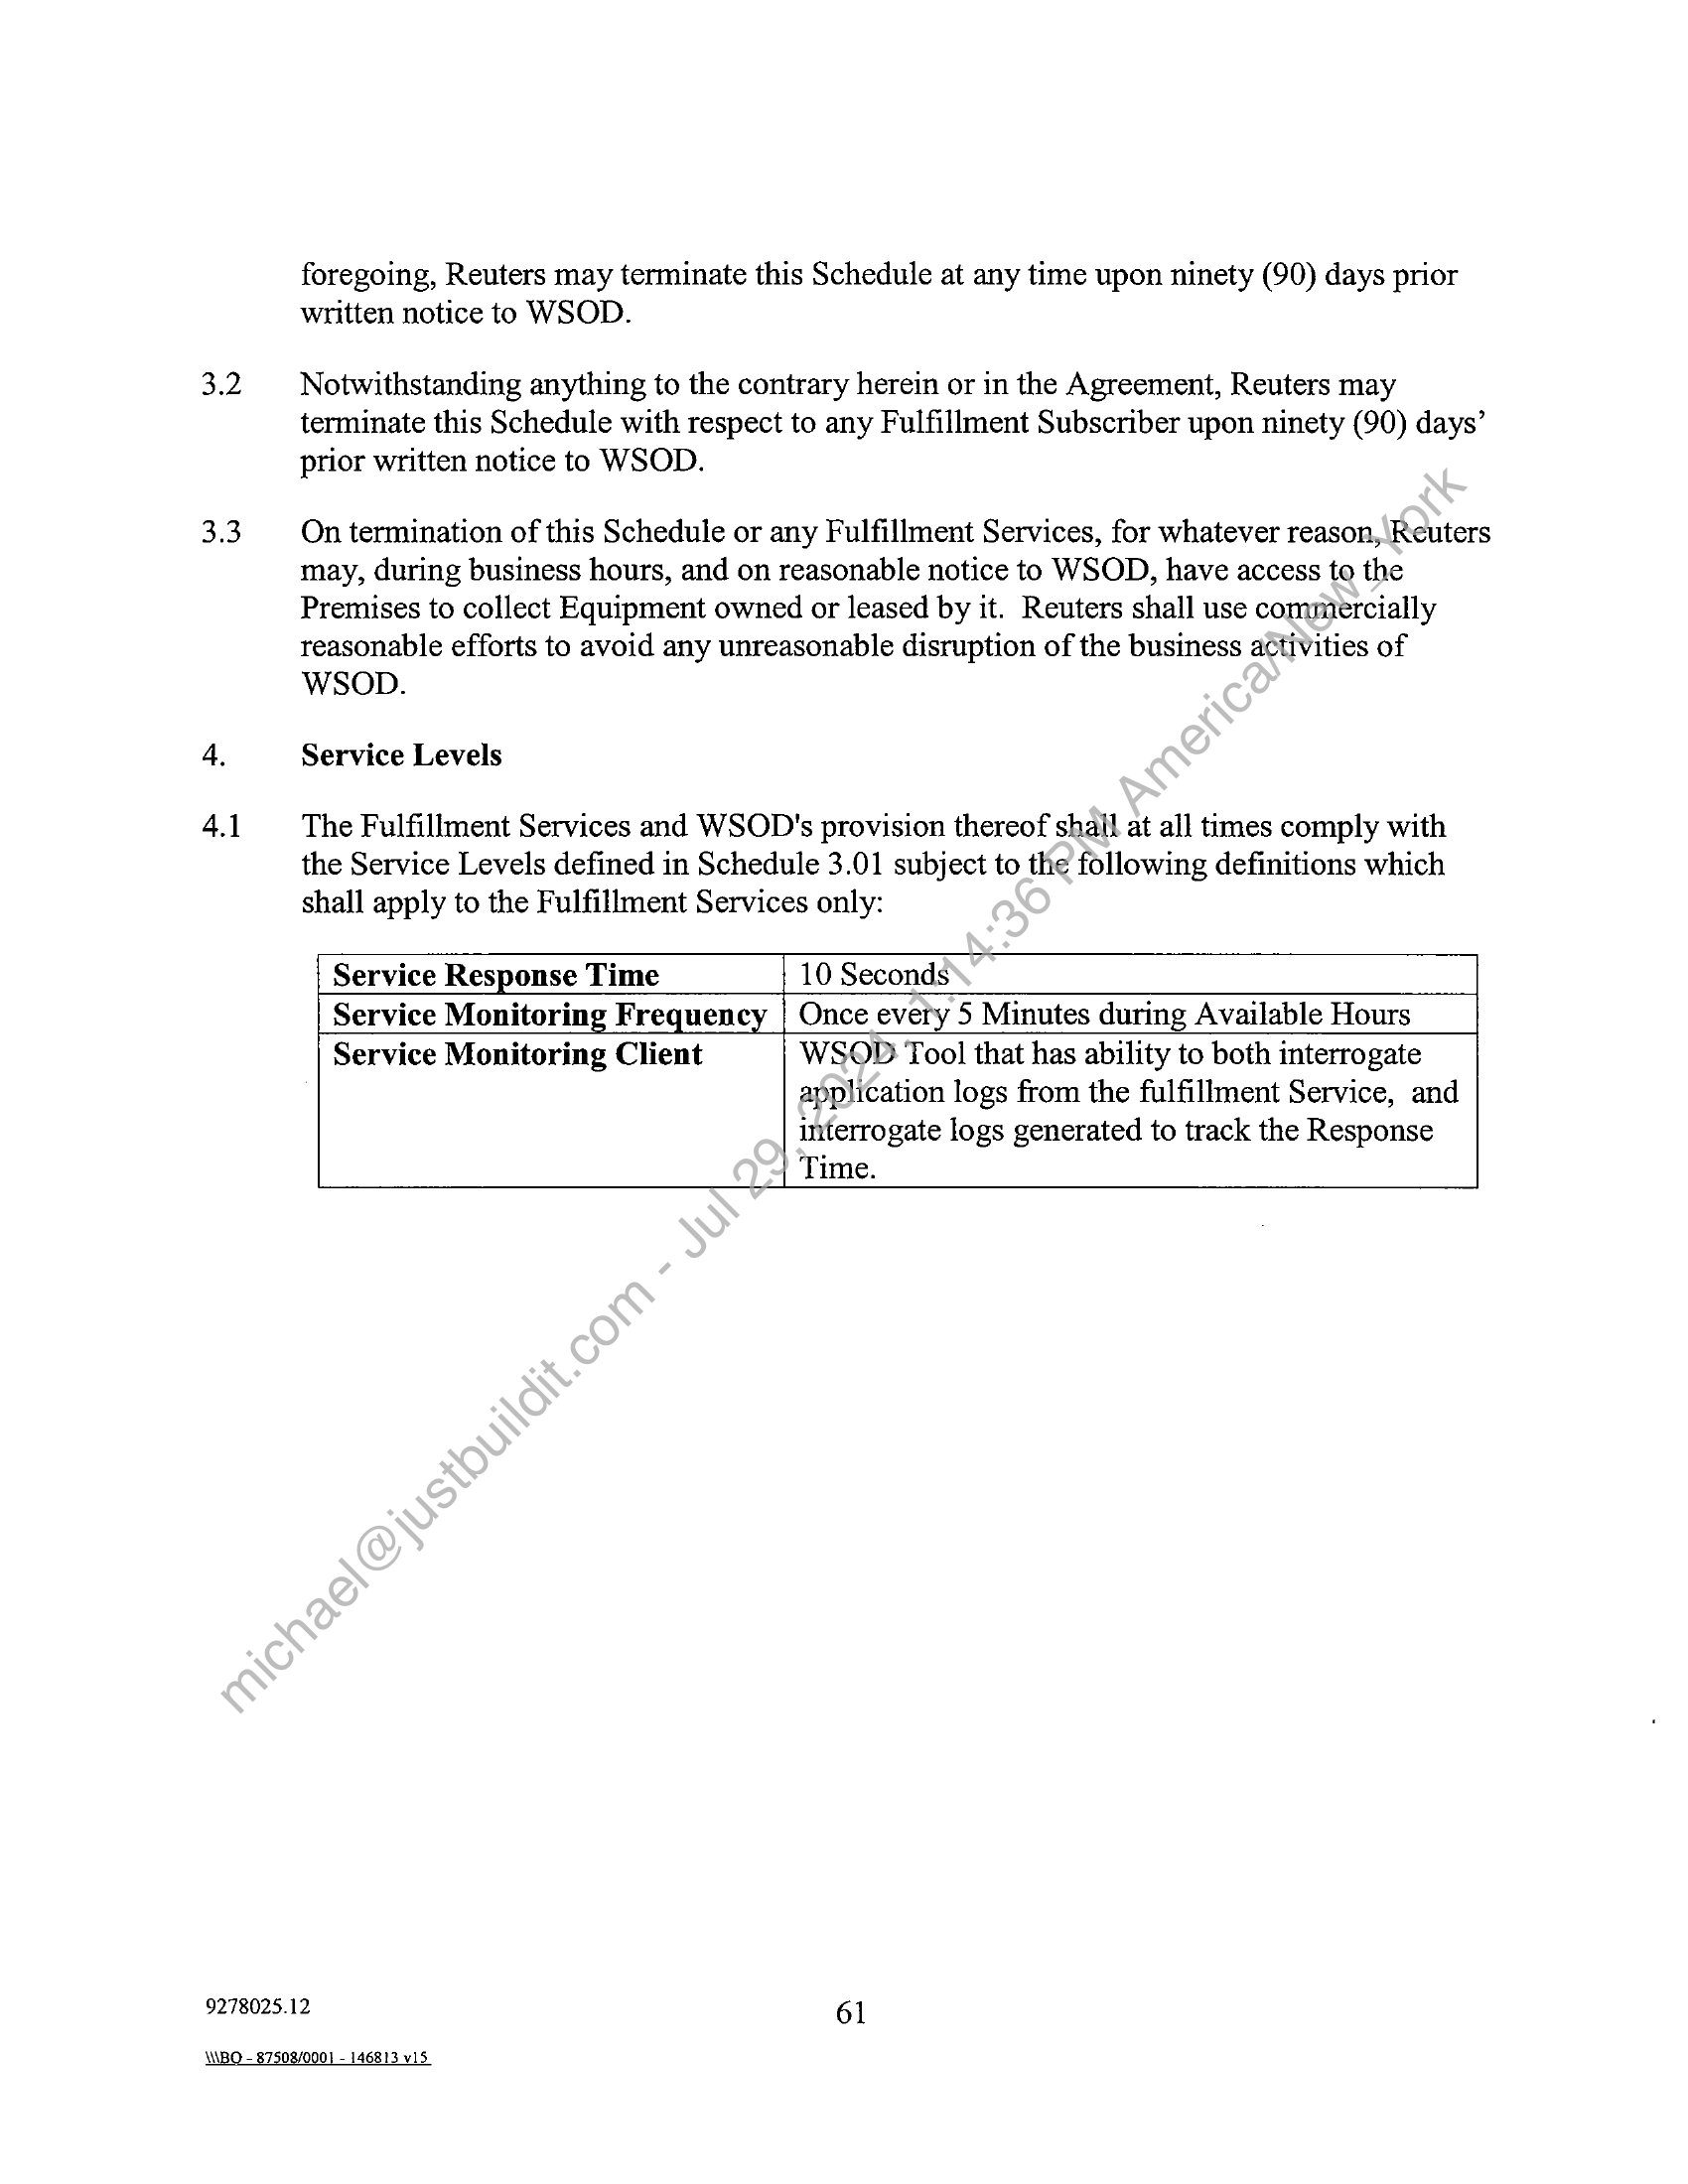 foregoing, Reuters may terminate this Schedule at any time upon ninety (90) days prior
written notice to WSOD.
3.2 Notwithstanding anything to the contrary herein or in the Agreement, Reuters may
terminate this Schedule with respect to any Fulfillment Subscriber upon ninety (90) days’
prior written notice to WSOD.
3.3 On termination of this Schedule or any Fulfillment Services, for whatever reason, Reuters
may, during business hours, and on reasonable notice to WSOD, have access to the
Premises to collect Equipment owned or leased by it. Reuters shall use commercially
reasonable efforts to avoid any unreasonable disruption of the business activities of
WSOD.
4. Service Levels
4.1 The Fulfillment Services and WSOD's provision thereof shall at all times comply with
the Service Levels defined in Schedule 3.01 subject to the following definitions which
shall apply to the Fulfillment Services only:
Service Response Time 10 Seconds
Service Monitoring Frequency Once every 5 Minutes during Available Hours
Service Monitoring Client WSOD Tool that has ability to both interrogate
application logs from the fulfillment Service, and
interrogate logs generated to track the Response
Time.
michael@justbuildit.com - Jul 29, 2024, 1:14:36 PM America/New_York
9278025.12 61
\\\BO - 87508/0001 - 146813 v15